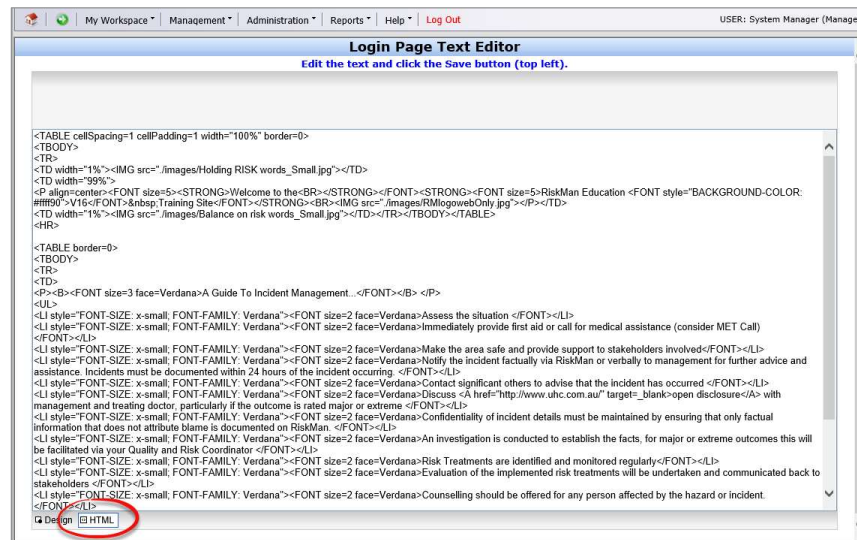 My Workspace Management Administration Reports Help Log Out USER: System Manager (Manage
Login Page Text Editor
Edit the text and click the Save button (top left).
<TABLE cellSpacing=1 cellPadding=1 width="100%" border=0>
<TBODY>
<TR>
<TD width="1%"><IMG src="./images/Holding RISK words_Small.jpg"></TD>
<TD width="99%">
<P align=center><FONT size=5><STRONG>Welcome to the<BR></STRONG></FONT><STRONG><FONT size=5>RiskMan Education <FONT style="BACKGROUND-COLOR:
#ffff90">V16</FONT>&nbsp;Training Site</FONT></STRONG><BR><IMG src="./images/RMlogowebOnly.jpg"></P></TD>
<TD width="1%"><IMG src="./images/Balance on risk words_Small.jpg"></TD></TR></TBODY></TABLE>
<HR>
<TABLE border=0>
<TBODY>
<TR>
<TD>
<P><B><FONT size=3 face=Verdana>A Guide To Incident Management...</FONT></B> </P>
<UL>
<LI style="FONT-SIZE: x-small; FONT-FAMILY: Verdana"><FONT size=2 face=Verdana>Assess the situation </FONT></LI>
<LI style="FONT-SIZE: x-small; FONT-FAMILY: Verdana"><FONT size=2 face=Verdana>Immediately provide first aid or call for medical assistance (consider MET Call)
</FONT></LI>
<LI style="FONT-SIZE: x-small; FONT-FAMILY: Verdana"><FONT size=2 face=Verdana>Make the area safe and provide support to stakeholders involved</FONT></LI>
<LI style="FONT-SIZE: x-small; FONT-FAMILY: Verdana"><FONT size=2 face=Verdana>Notify the incident factually via RiskMan or verbally to management for further advice and
assistance. Incidents must be documented within 24 hours of the incident occurring. </FONT></LI>
<LI style="FONT-SIZE: x-small; FONT-FAMILY: Verdana"><FONT size=2 face=Verdana>Contact significant others to advise that the incident has occurred </FONT></LI>
<LI style="FONT-SIZE: x-small; FONT-FAMILY: Verdana"><FONT size=2 face=Verdana>Discuss <A href="http://www.uhc.com.au/" target=_blank>open disclosure</A> with
management and treating doctor, particularly if the outcome is rated major or extreme </FONT></LI>
<LI style="FONT-SIZE: x-small; FONT-FAMILY: Verdana"><FONT size=2 face=Verdana>Confidentiality of incident details must be maintained by ensuring that only factual
information that does not attribute blame is documented on RiskMan. </FONT></LI>
<LI style="FONT-SIZE: x-small; FONT-FAMILY: Verdana"><FONT size=2 face=Verdana>An investigation is conducted to establish the facts, for major or extreme outcomes this will
be facilitated via your Quality and Risk Coordinator </FONT></LI>
<LI style="FONT-SIZE: x-small; FONT-FAMILY: Verdana"><FONT size=2 face=Verdana>Risk Treatments are identified and monitored regularly</FONT></LI>
<LI style="FONT-SIZE: x-small; FONT-FAMILY: Verdana"><FONT size=2 face=Verdana>Evaluation of the implemented risk treatments will be undertaken and communicated back to
stakeholders </FONT></LI>
<LI style="FONT-SIZE: x-small; FONT-FAMILY: Verdana"><FONT size=2 face=Verdana>Counselling should be offered for any person affected by the hazard or incident.
</FONT></LI>
Design HTML